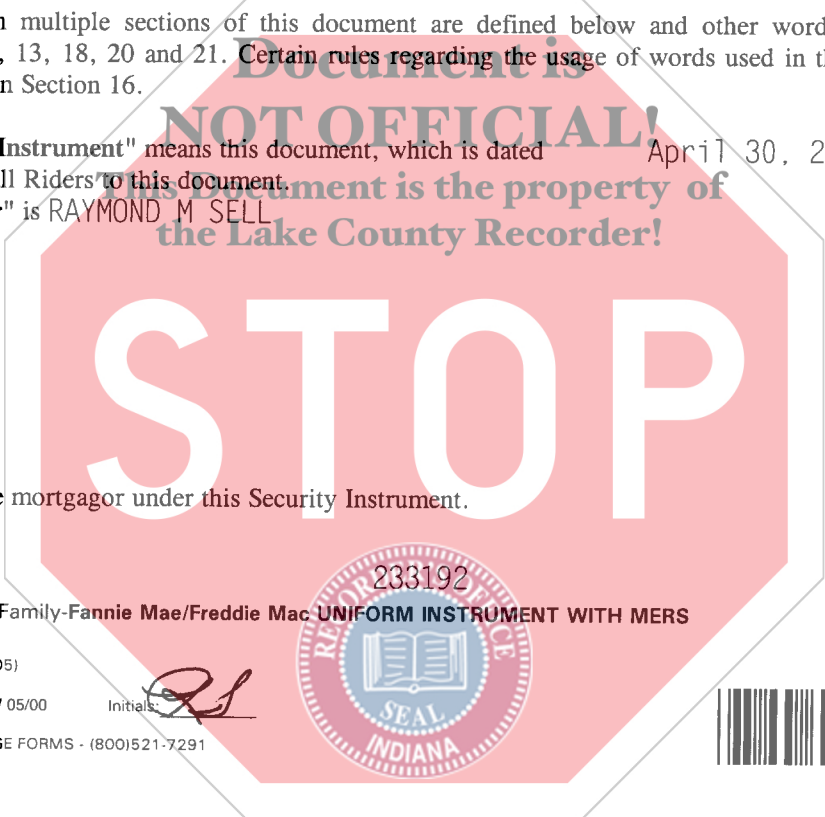 n multiple sections of this document are defined below and other word
, 13, 18, 20 and 21. Certain rules regarding the usage of words used in t
n Section 16.
Document is
NOT OFFICIAL!
This Document is the property of
the Lake County Recorder!
Instrument" means this document, which is dated April 30, 2
ll Riders to this document.
" is RAYMOND M SELL
STOP
e mortgagor under this Security Instrument.
233192
Family-Fannie Mae/Freddie Mac UNIFORM INSTRUMENT WITH MERS
05)
05/00 Initials:
GE FORMS - (800)521-7291
RECORDER'S OFFICE
SEAL
INDIANA